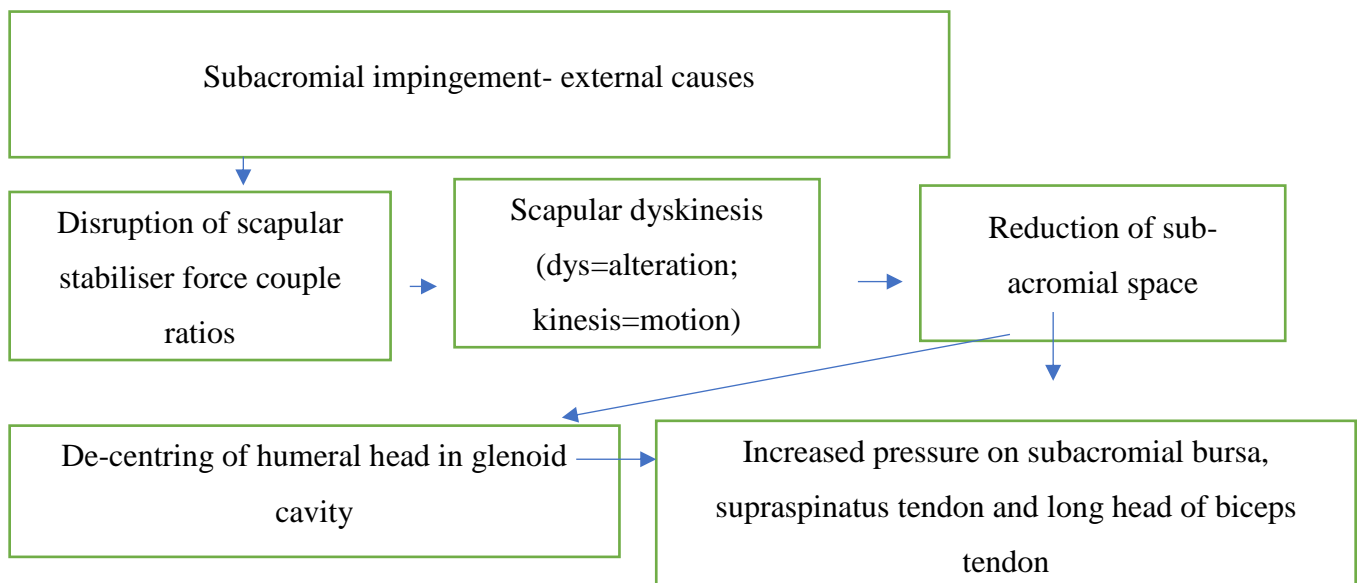 Subacromial impingement- external causes
Disruption of scapular
stabiliser force couple
ratios
Scapular dyskinesis
(dys=alteration;
kinesis=motion)
Reduction of sub-
acromial space
De-centring of humeral head in glenoid
cavity
Increased pressure on subacromial bursa,
supraspinatus tendon and long head of biceps
tendon